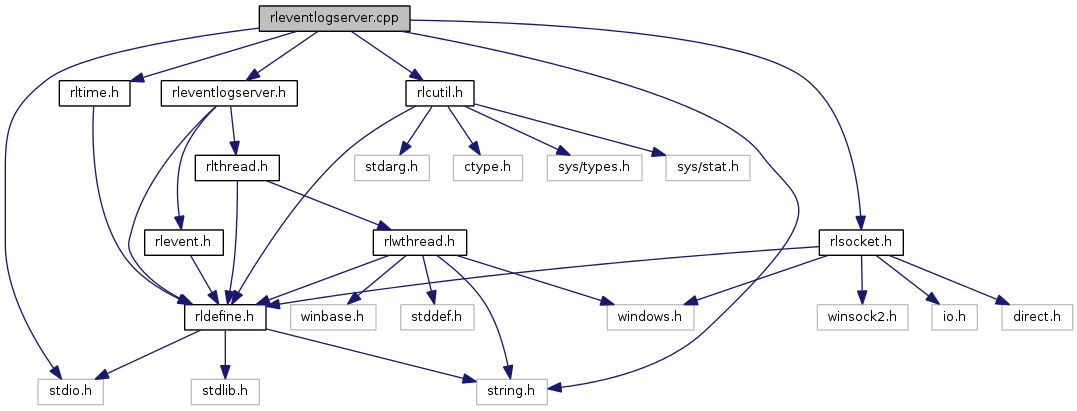 rleventlogserver.cpp
rltime.h
rleventlogserver.h
rlcutil.h
rlthread.h
stdarg.h
ctype.h
sys/types.h
sys/stat.h
rlevent.h
rlwthread.h
rlsocket.h
rldefine.h
winbase.h
stddef.h
windows.h
winsock2.h
io.h
direct.h
stdio.h
stdlib.h
string.h